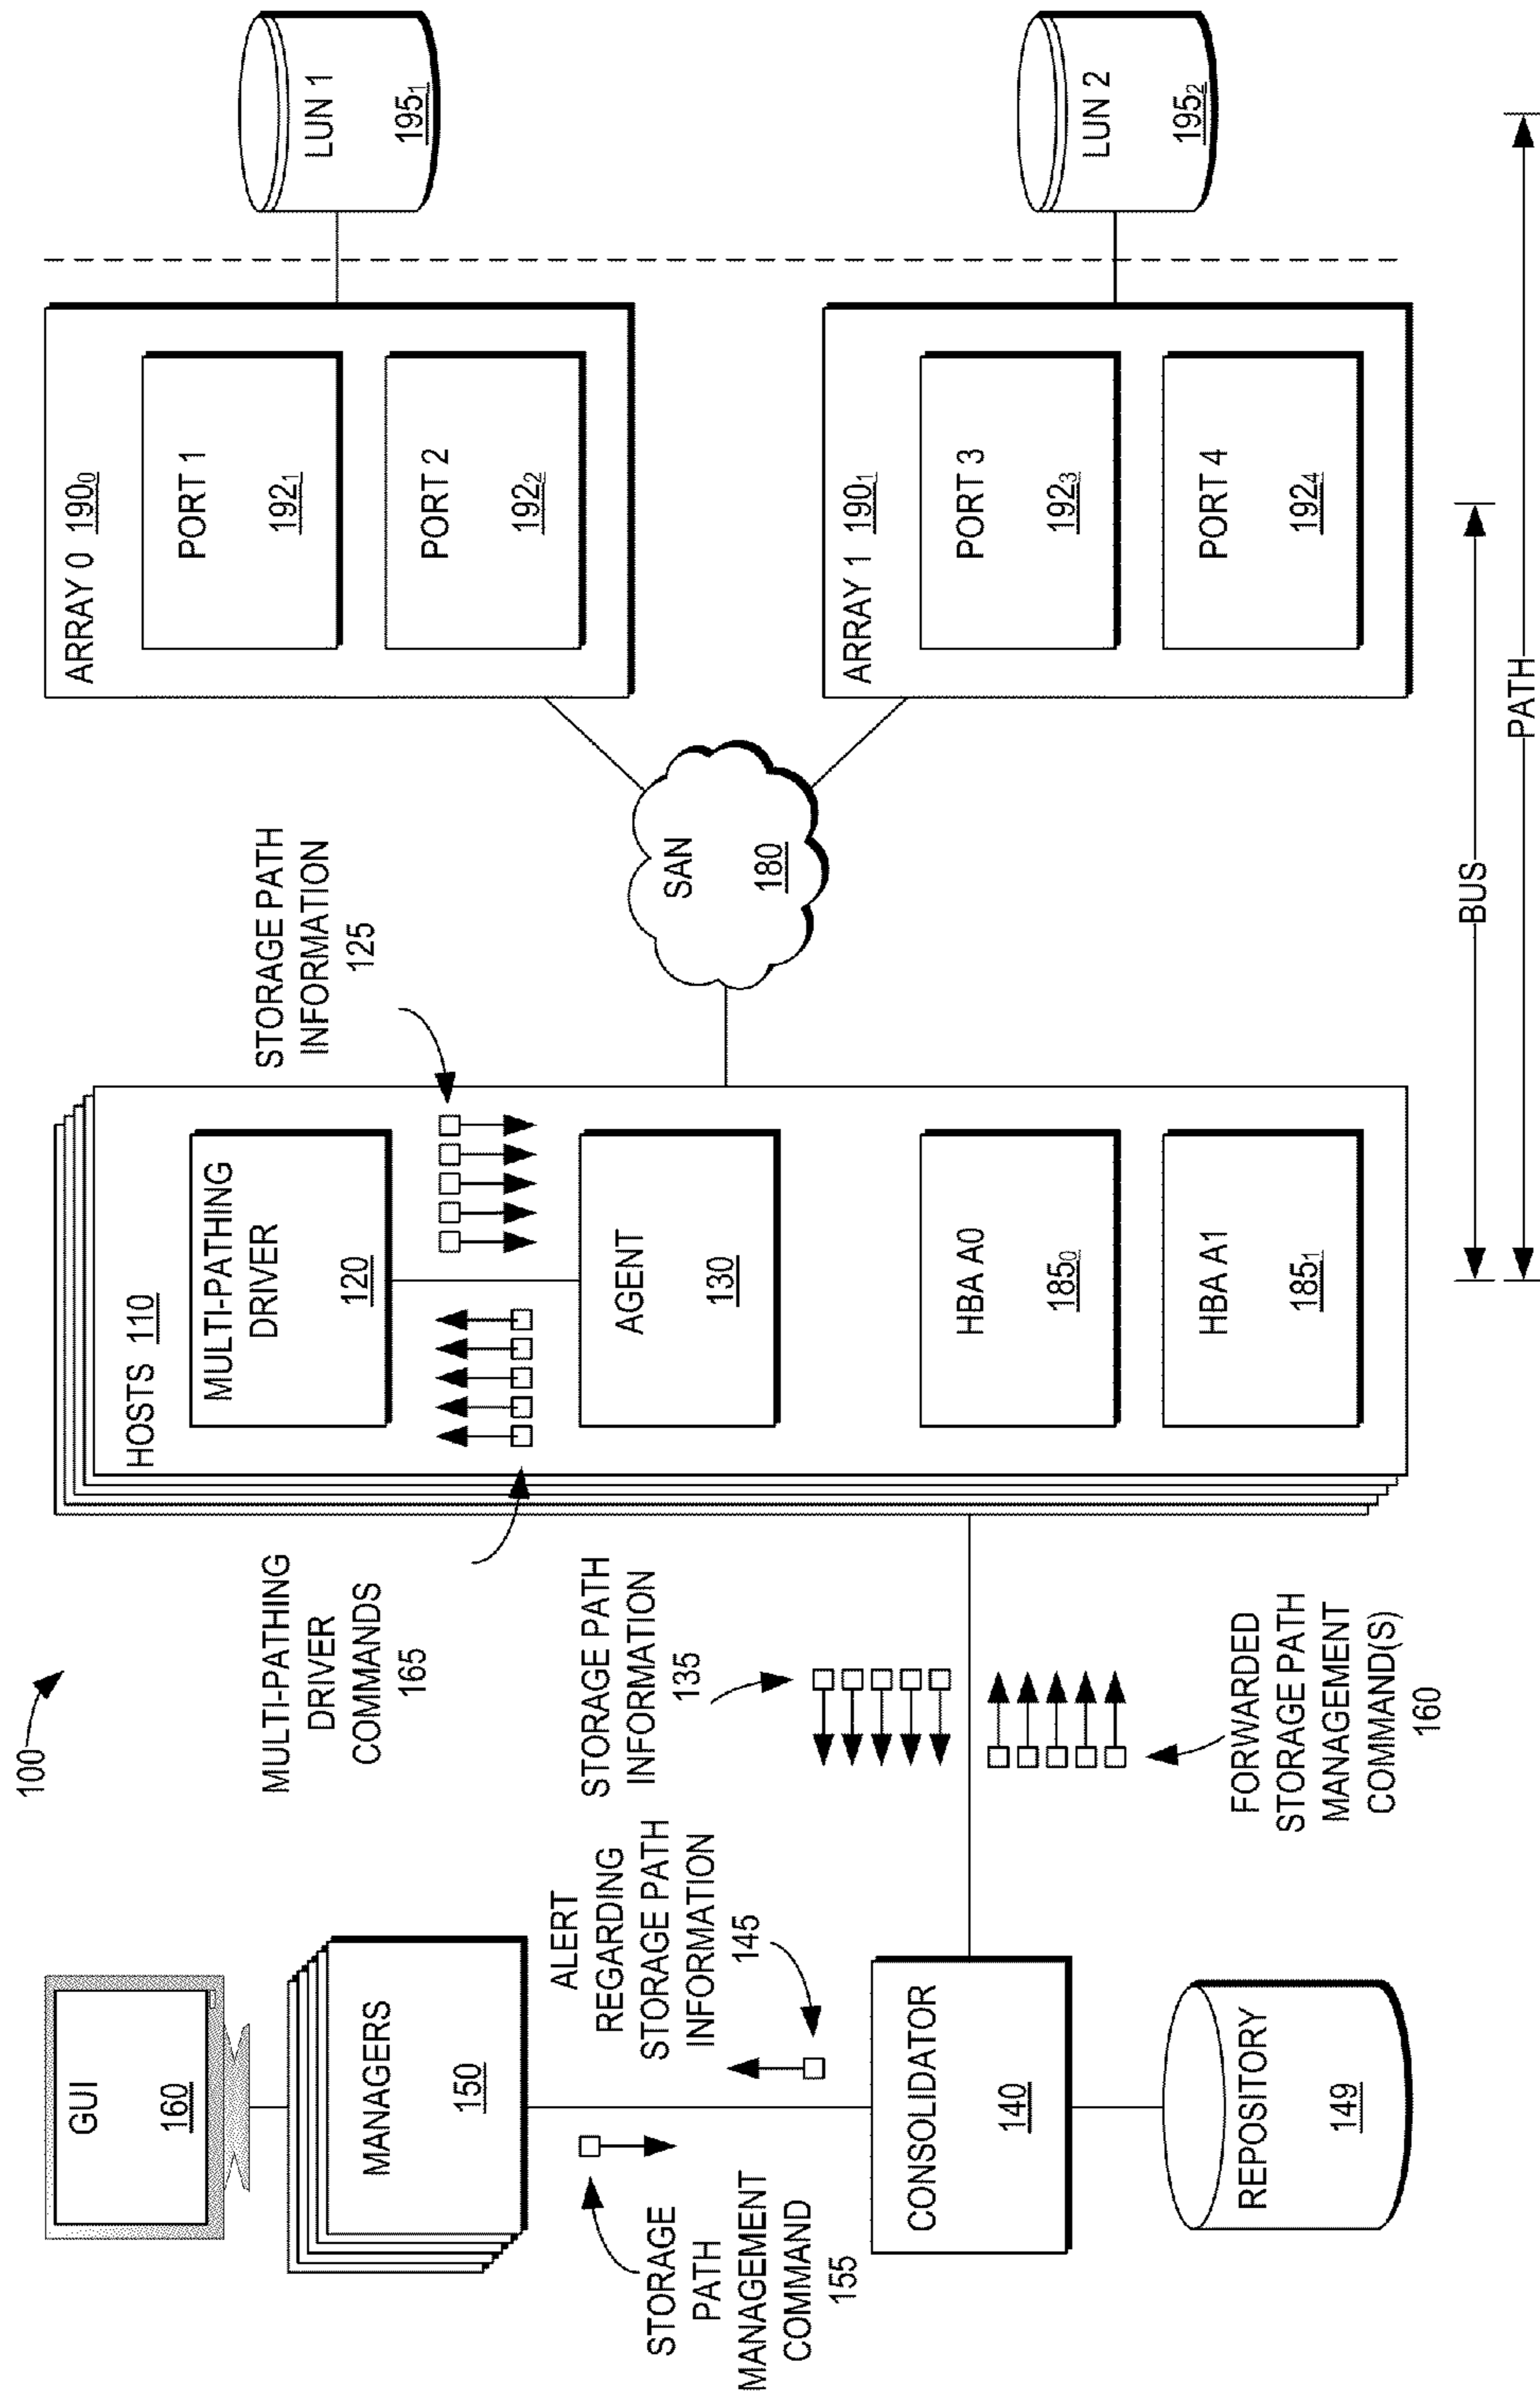 100
GUI
160
MANAGERS
150
STORAGE
PATH
MANAGEMENT
COMMAND
155
ALERT
REGARDING
STORAGE PATH
INFORMATION
145
CONSOLIDATOR
140
REPOSITORY
149
MULTI-PATHING
DRIVER
COMMANDS
165
STORAGE PATH
INFORMATION
135
FORWARDED
STORAGE PATH
MANAGEMENT
COMMAND(S)
160
HOSTS 110
MULTI-PATHING
DRIVER
120
AGENT
130
HBA A0
185₀
HBA A1
185₁
STORAGE PATH
INFORMATION
125
SAN
180
ARRAY 0 190₀
PORT 1
192₁
PORT 2
192₂
ARRAY 1 190₁
PORT 3
192₃
PORT 4
192₄
LUN 1
195₁
LUN 2
195₂
BUS
PATH